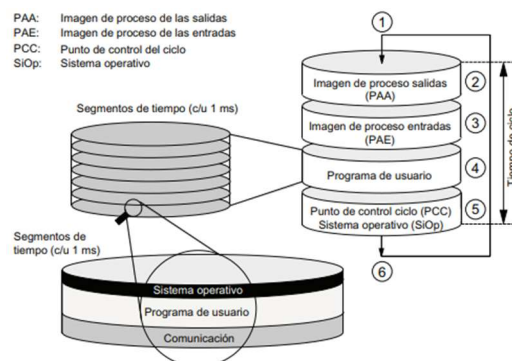 PAA: Imagen de proceso de las salidas
PAE: Imagen de proceso de las entradas
PCC: Punto de control del ciclo
SiOp: Sistema operativo
Segmentos de tiempo (c/u 1 ms)
1
Imagen de proceso salidas
(PAA)
2
Imagen de proceso entradas
(PAE)
3
Programa de usuario
4
Punto de control ciclo (PCC)
Sistema operativo (SiOp)
5
6
Tiempo de ciclo
Segmentos de
tiempo (c/u 1 ms)
Sistema operativo
Programa de usuario
Comunicación